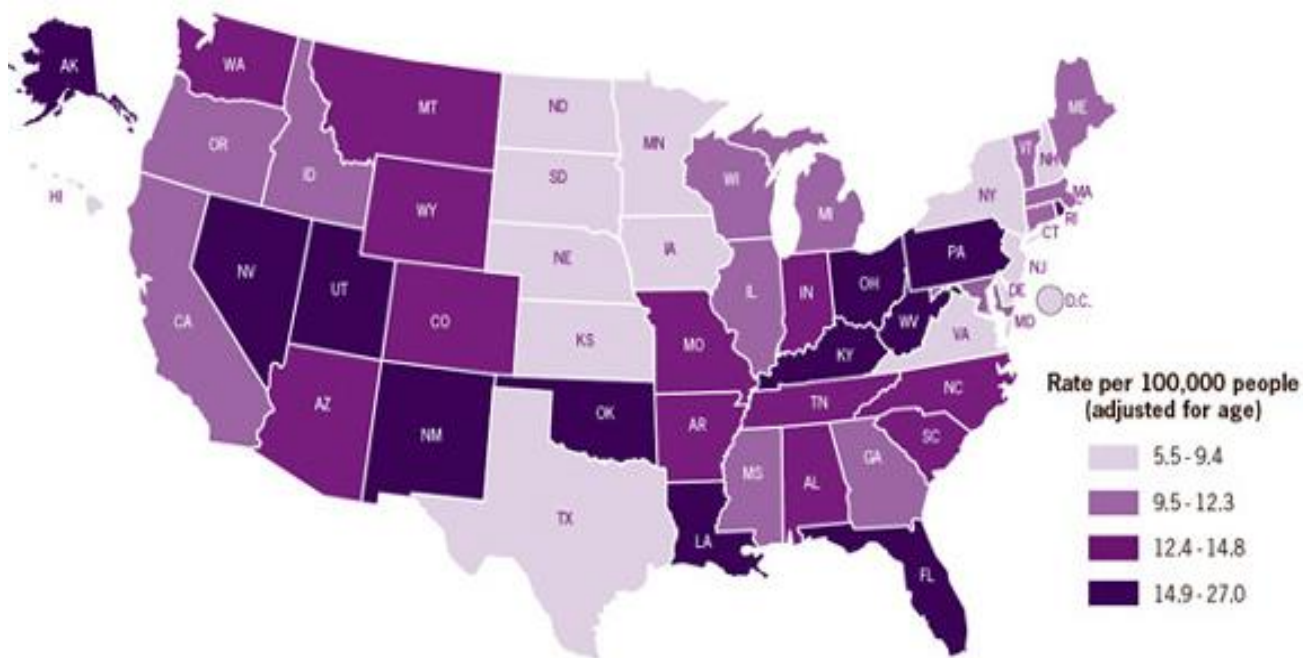 AK
WA
MT
ND
MN
ME
VT
NH
OR
ID
SD
WI
MI
NY
MA
RI
HI
WY
CT
IA
NE
PA
NJ
NV
UT
CO
IL
IN
OH
DE
D.C.
CA
KS
MO
WV
MD
KY
VA
AZ
NM
OK
AR
TN
NC
SC
MS
AL
GA
TX
LA
FL
Rate per 100,000 people
(adjusted for age)
5.5 - 9.4
9.5 - 12.3
12.4 - 14.8
14.9 - 27.0